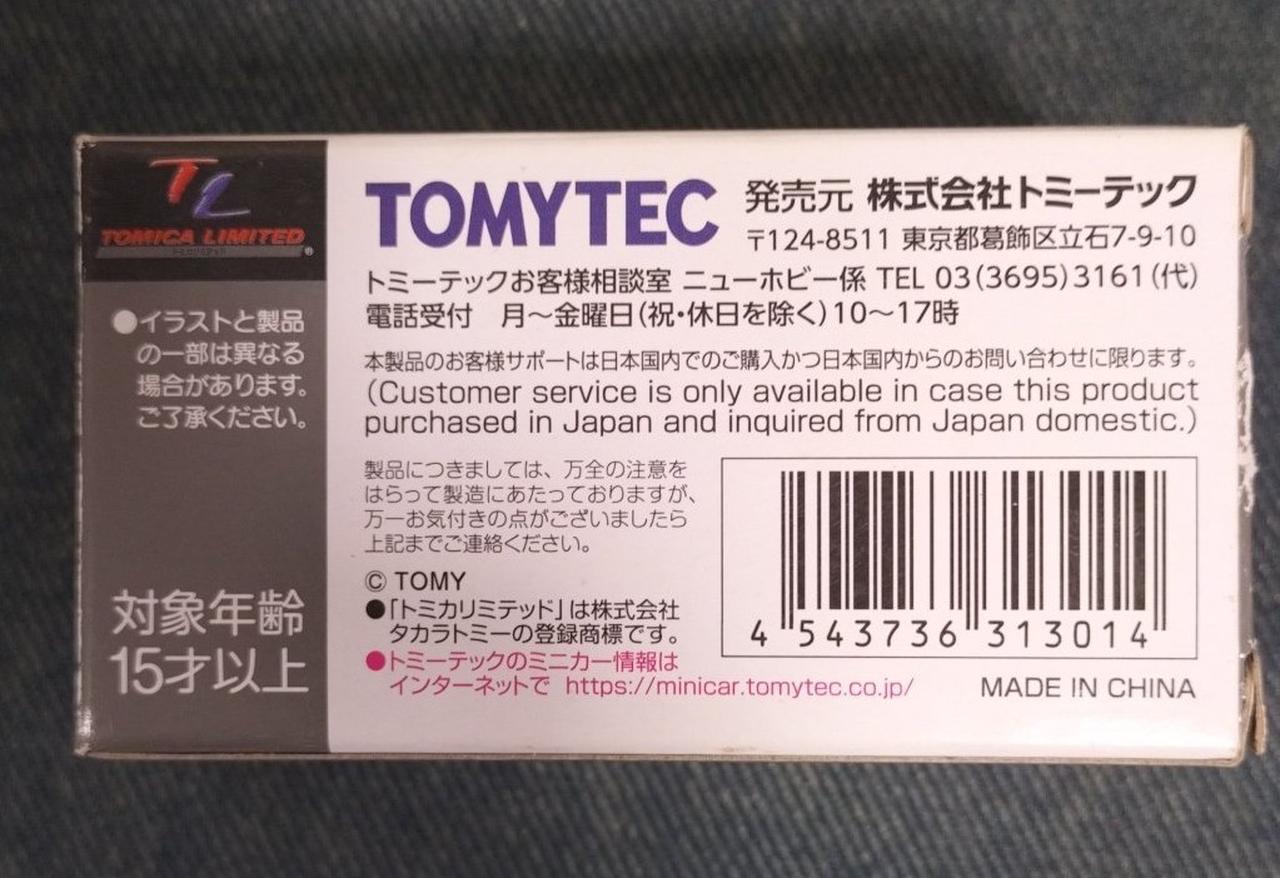 TL
TOMICA LIMITED
トミカリミテッド ®
●イラストと製品
の一部は異なる
場合があります。
ご了承ください。
対象年齢
15才以上
TOMYTEC 発売元 株式会社トミーテック
〒124-8511 東京都葛飾区立石7-9-10
トミーテックお客様相談室 ニューホビー係 TEL 03(3695)3161(代)
電話受付 月〜金曜日(祝・休日を除く)10〜17時
本製品のお客様サポートは日本国内でのご購入かつ日本国内からのお問い合わせに限ります。
(Customer service is only available in case this product
purchased in Japan and inquired from Japan domestic.)
製品につきましては、万全の注意を
はらって製造にあたっておりますが、
万一お気付きの点がございましたら
上記までご連絡ください。
© TOMY
●「トミカリミテッド」は株式会社
タカラトミーの登録商標です。
●トミーテックのミニカー情報は
インターネットで https://minicar.tomytec.co.jp/
4 543736 313014
MADE IN CHINA